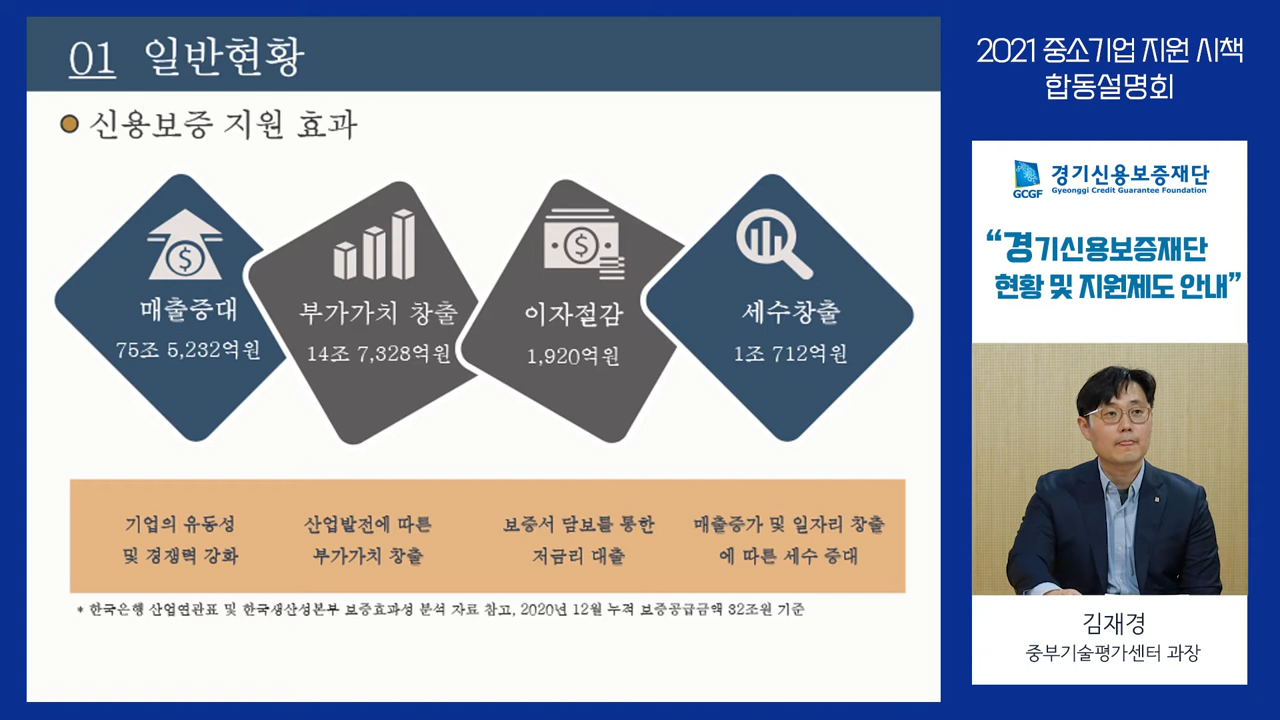 01 일반현황
신용보증 지원 효과
매출증대
75조 5,232억원
부가가치 창출
14조 7,328억원
이자절감
1,920억원
세수창출
1조 712억원
기업의 유동성
및 경쟁력 강화
산업발전에 따른
부가가치 창출
보증서 담보를 통한
저금리 대출
매출증가 및 일자리 창출
에 따른 세수 증대
* 한국은행 산업연관표 및 한국생산성본부 보증효과성 분석 자료 참고, 2020년 12월 누적 보증공급금액 32조원 기준
2021 중소기업 지원 시책
합동설명회
GCGF
경기신용보증재단
Gyeonggi Credit Guarantee Foundation
“경기신용보증재단
현황 및 지원제도 안내”
김재경
중부기술평가센터 과장